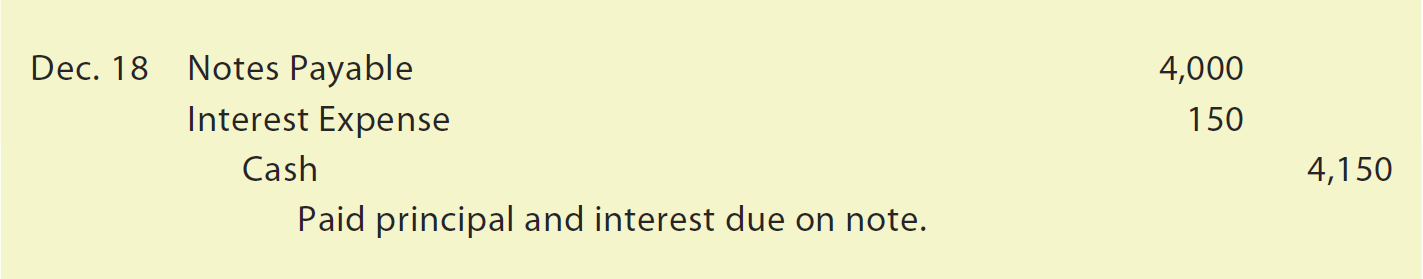 Dec. 18 Notes Payable 4,000
Interest Expense 150
Cash 4,150
Paid principal and interest due on note.